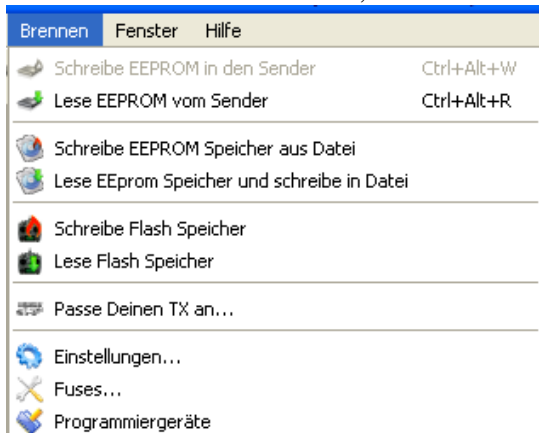 Brennen Fenster Hilfe
Schreibe EEPROM in den Sender Ctrl+Alt+W
Lese EEPROM vom Sender Ctrl+Alt+R
Schreibe EEPROM Speicher aus Datei
Lese EEprom Speicher und schreibe in Datei
Schreibe Flash Speicher
Lese Flash Speicher
Passe Deinen TX an...
Einstellungen...
Fuses...
Programmiergeräte